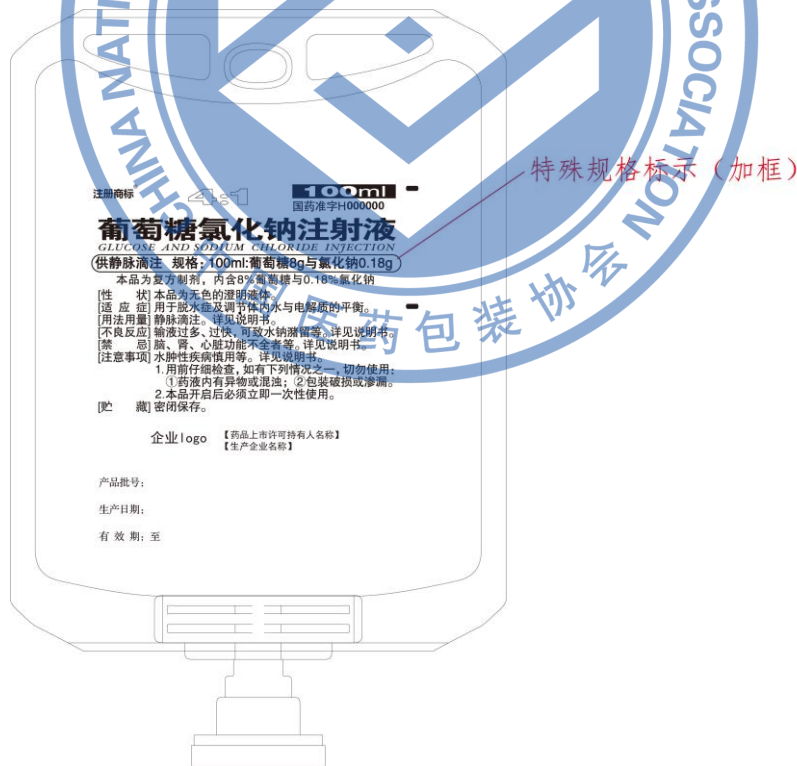 SSOCIATION
CHINA NATI
中国医药包装协会
特殊规格标示（加框）
注册商标
4:1
100ml
国药准字H000000
葡萄糖氯化钠注射液
GLUCOSE AND SODIUM CHLORIDE INJECTION
供静脉滴注 规格：100ml:葡萄糖8g与氯化钠0.18g
本品为复方制剂，内含8%葡萄糖与0.18%氯化钠
[性 状] 本品为无色的澄明液体。
[适 应 症] 用于脱水症及调节体内水与电解质的平衡。
[用法用量] 静脉滴注。详见说明书。
[不良反应] 输液过多、过快，可致水钠潴留等。详见说明书。
[禁 忌] 脑、肾、心脏功能不全者等。详见说明书。
[注意事项] 水肿性疾病慎用等。详见说明书。
1.用前仔细检查，如有下列情况之一，切勿使用：
①药液内有异物或混浊；②包装破损或渗漏。
2.本品开启后必须立即一次性使用。
[贮 藏] 密闭保存。
企业logo 【药品上市许可持有人名称】
【生产企业名称】
产品批号：
生产日期：
有 效 期：至